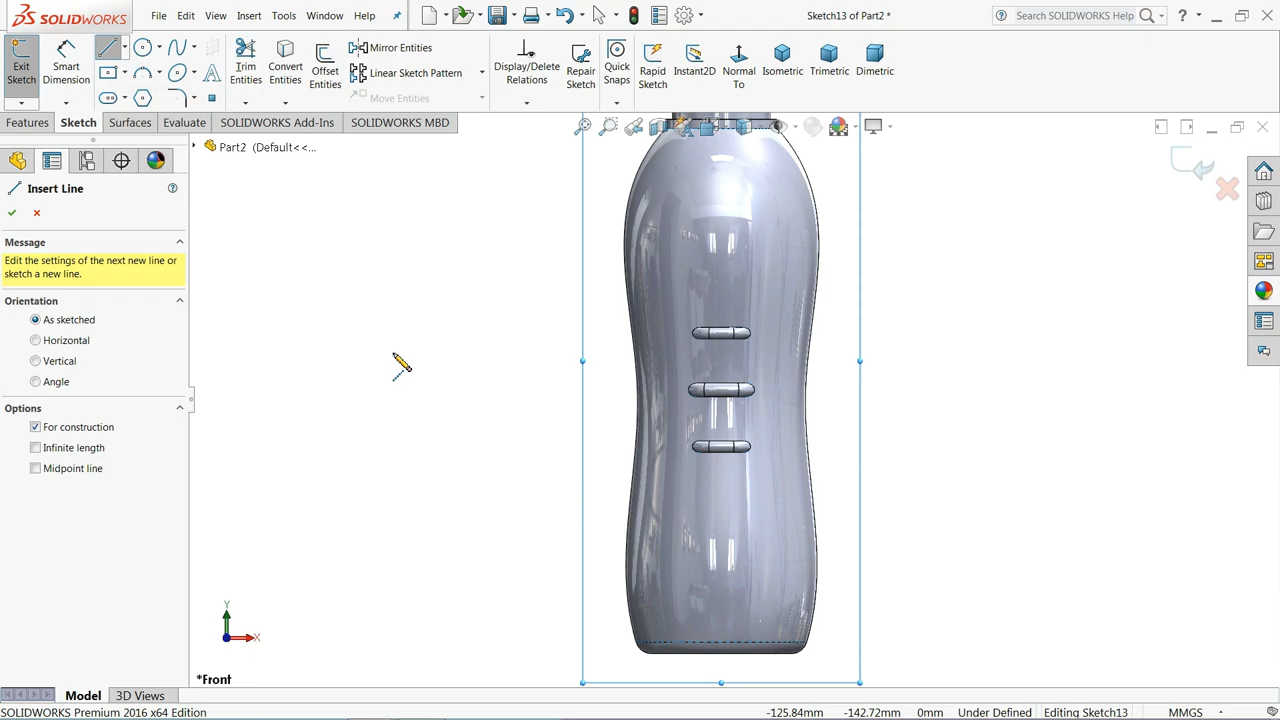 SOLIDWORKS
File
Edit
View
Insert
Tools
Window
Help
Sketch13 of Part2 *
Search SOLIDWORKS Help
?
Exit Sketch
Smart Dimension
Trim Entities
Convert Entities
Offset Entities
Mirror Entities
Linear Sketch Pattern
Move Entities
Display/Delete Relations
Repair Sketch
Quick Snaps
Rapid Sketch
Instant2D
Normal To
Isometric
Trimetric
Dimetric
Features
Sketch
Surfaces
Evaluate
SOLIDWORKS Add-Ins
SOLIDWORKS MBD
Part2 (Default<<...
Insert Line
Message
Edit the settings of the next new line or
sketch a new line.
Orientation
As sketched
Horizontal
Vertical
Angle
Options
For construction
Infinite length
Midpoint line
Y
X
*Front
Model
3D Views
SOLIDWORKS Premium 2016 x64 Edition
-125.84mm
-142.72mm
0mm
Under Defined
Editing Sketch13
MMGS